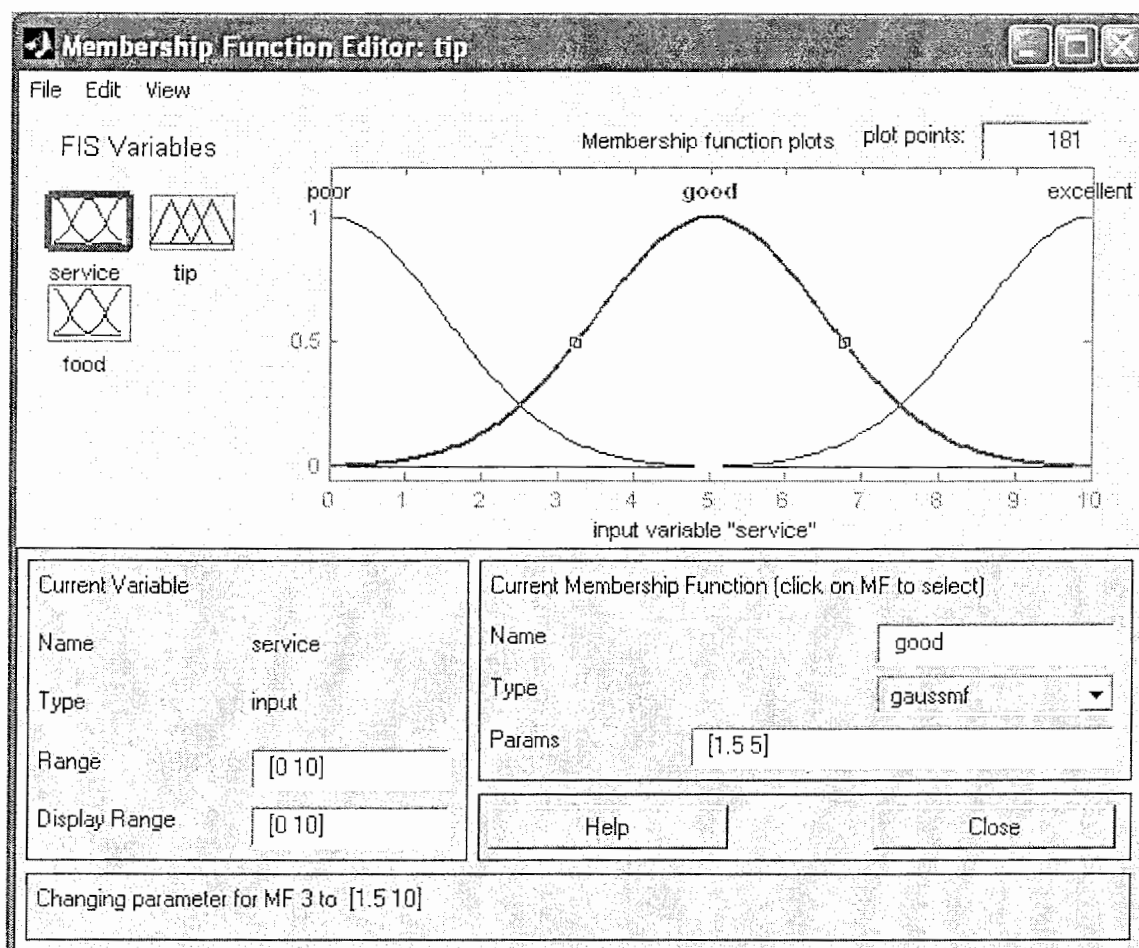 Membership Function Editor: tip
File Edit View
FIS Variables
Membership function plots plot points: 181
service
tip
food
poor good excellent
1
0.5
0
0 1 2 3 4 5 6 7 8 9 10
input variable "service"
Current Variable
Name service
Type input
Range [0 10]
Display Range [0 10]
Current Membership Function (click on MF to select)
Name good
Type gaussmf
Params [1.5 5]
Help Close
Changing parameter for MF 3 to [1.5 10]